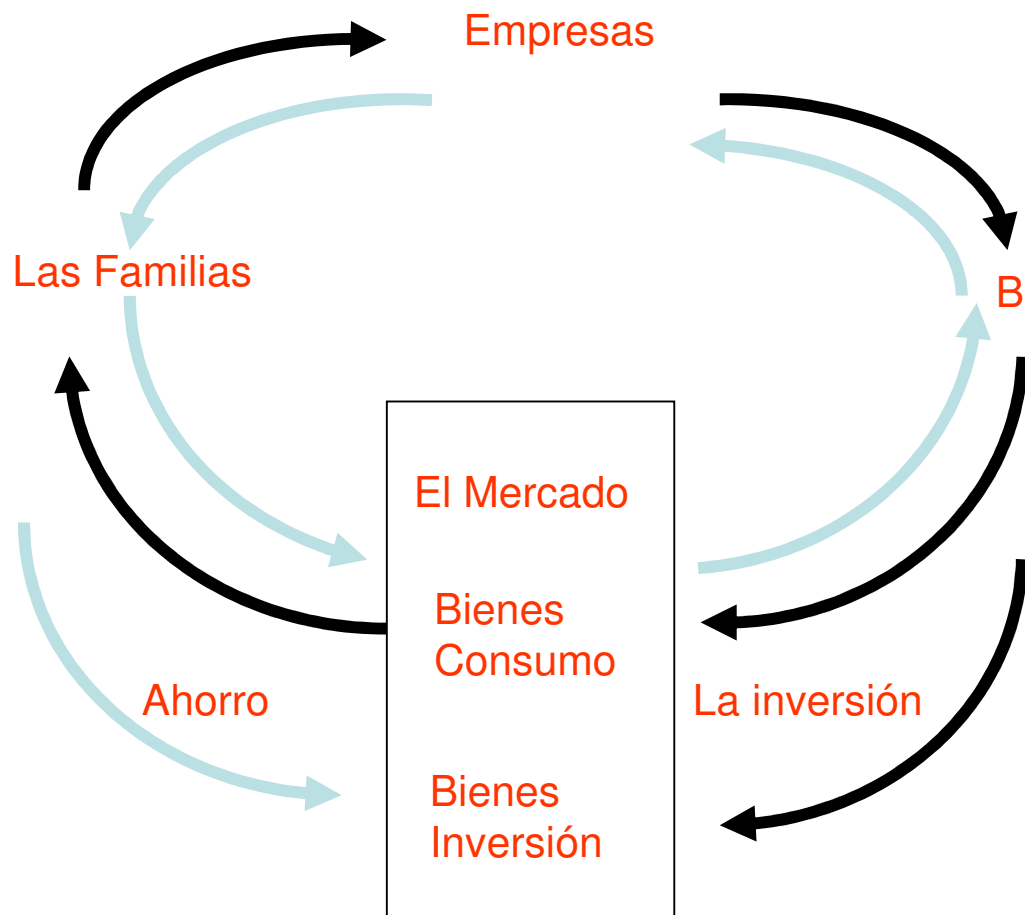 Empresas
Las Familias
B
El Mercado
Bienes
Consumo
Ahorro
La inversión
Bienes
Inversión